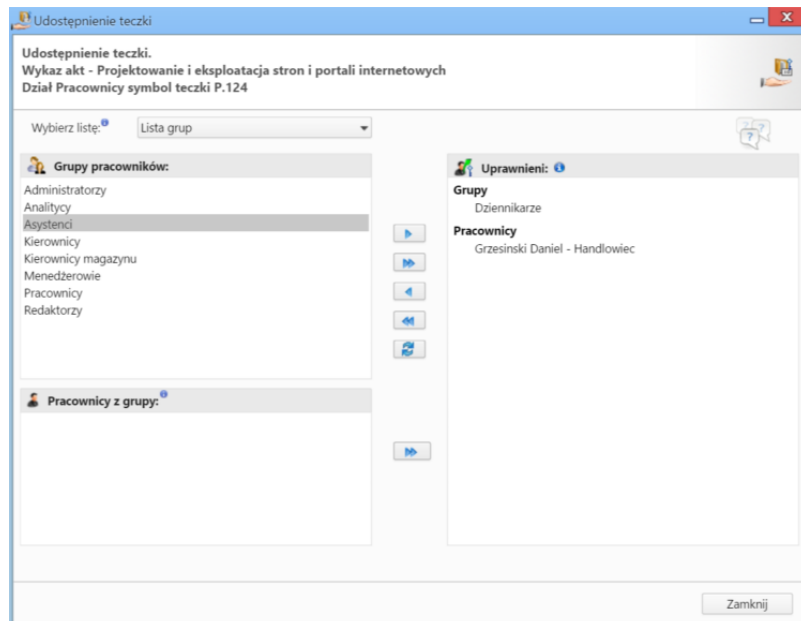 Udostępnienie teczki
Udostępnienie teczki.
Wykaz akt - Projektowanie i eksploatacja stron i portali internetowych
Dział Pracownicy symbol teczki P.124
Wybierz listę:
Lista grup
Grupy pracowników:
Administratorzy
Analitycy
Asystenci
Kierownicy
Kierownicy magazynu
Menedżerowie
Pracownicy
Redaktorzy
Pracownicy z grupy:
Uprawnieni:
Grupy
Dziennikarze
Pracownicy
Grzesinski Daniel - Handlowiec
Zamknij